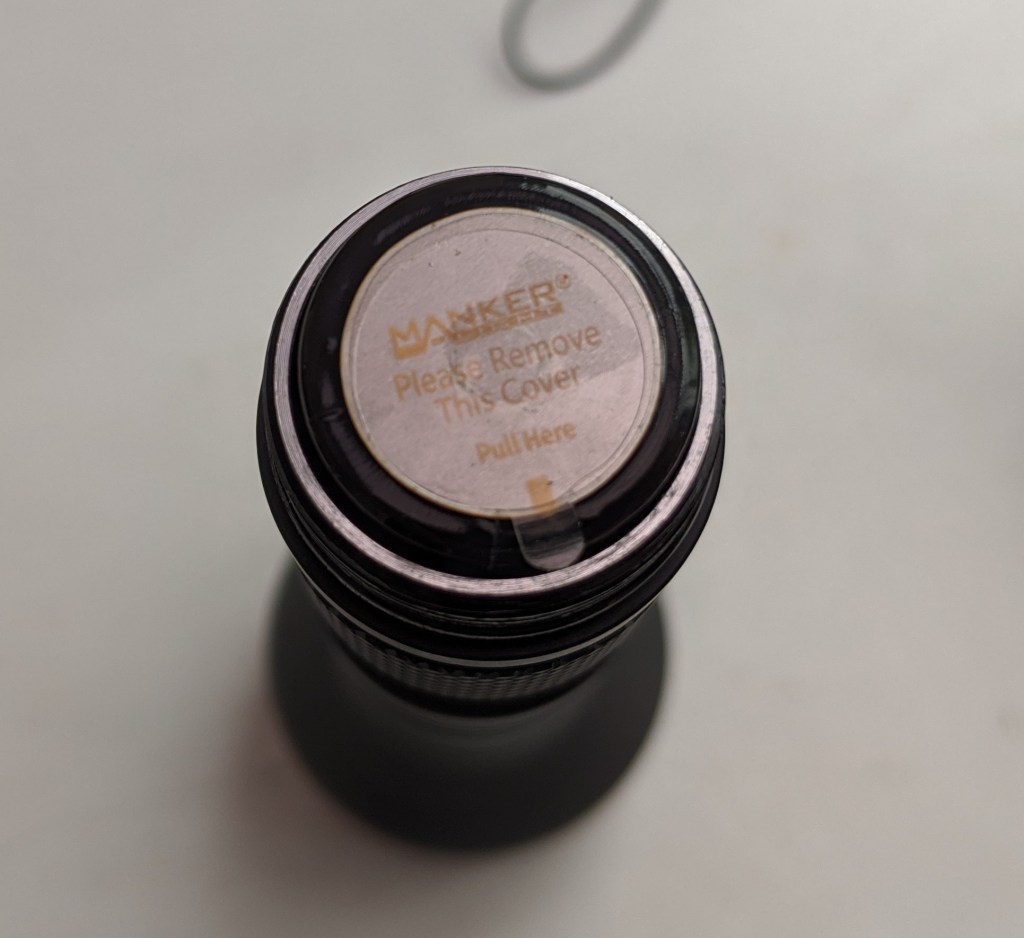 MANKER®
Please Remove
This Cover
Pull Here